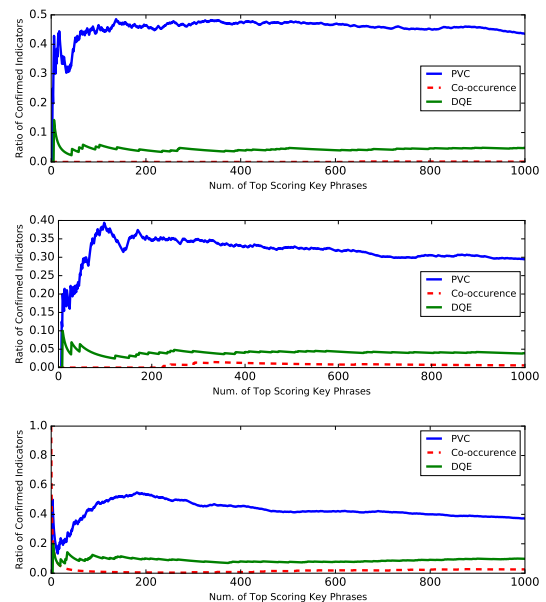 0.5
0.4
0.3
0.2
0.1
0.0
Ratio of Confirmed Indicators
PVC
Co-occurence
DQE
0 200 400 600 800 1000
Num. of Top Scoring Key Phrases
0.40
0.35
0.30
0.25
0.20
0.15
0.10
0.05
0.00
Ratio of Confirmed Indicators
PVC
Co-occurence
DQE
0 200 400 600 800 1000
Num. of Top Scoring Key Phrases
1.0
0.8
0.6
0.4
0.2
0.0
Ratio of Confirmed Indicators
PVC
Co-occurence
DQE
0 200 400 600 800 1000
Num. of Top Scoring Key Phrases